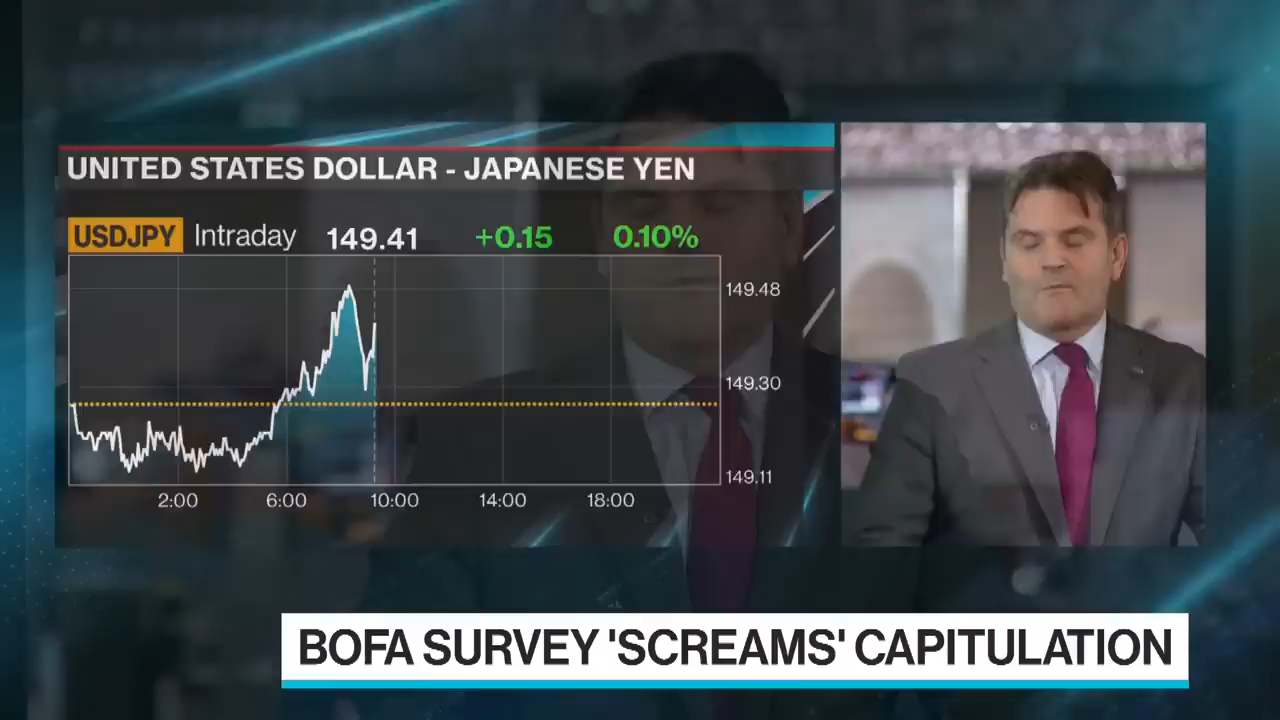 UNITED STATES DOLLAR - JAPANESE YEN
USDJPY Intraday 149.41 +0.15 0.10%
149.48
149.30
149.11
2:00 6:00 10:00 14:00 18:00
BOFA SURVEY 'SCREAMS' CAPITULATION